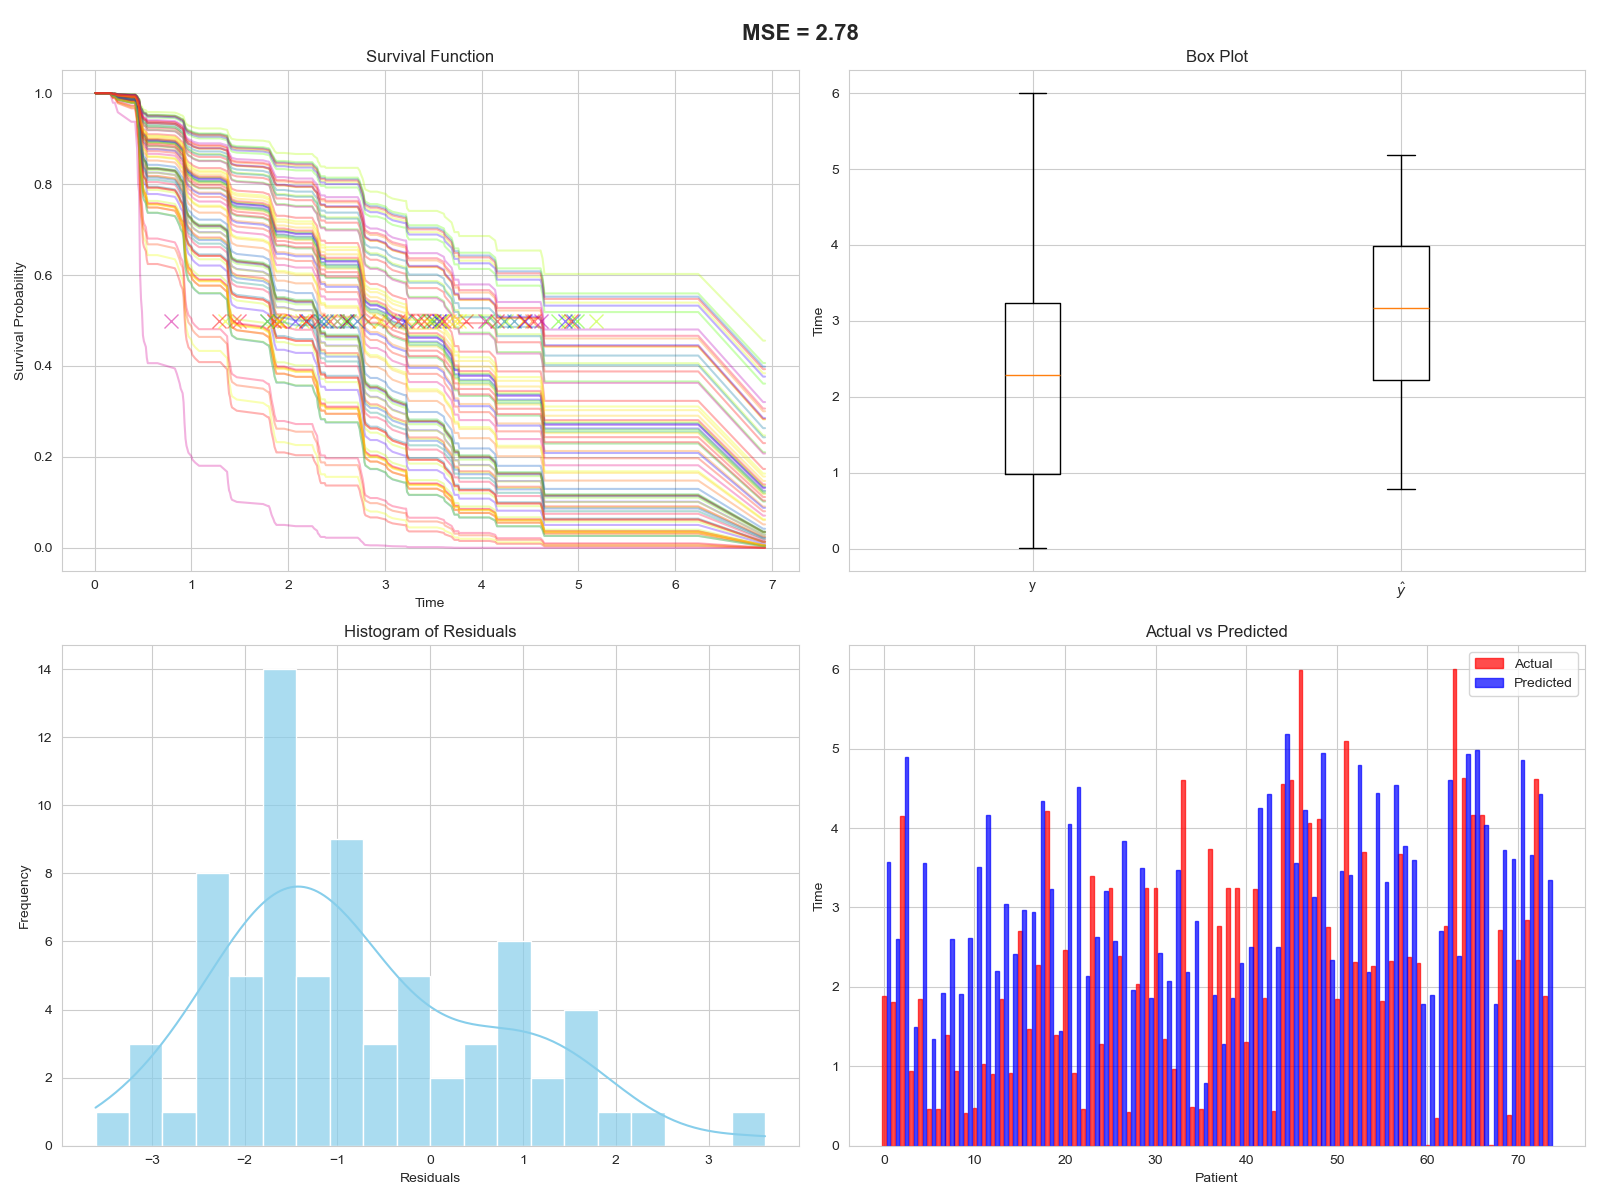 MSE = 2.78
Survival Function
Survival Probability
1.0
0.8
0.6
0.4
0.2
0.0
0 1 2 3 4 5 6 7
Time
Box Plot
Time
6
5
4
3
2
1
0
y ŷ
Histogram of Residuals
Frequency
14
12
10
8
6
4
2
0
−3 −2 −1 0 1 2 3
Residuals
Actual vs Predicted
Actual
Predicted
Time
6
5
4
3
2
1
0
0 10 20 30 40 50 60 70
Patient